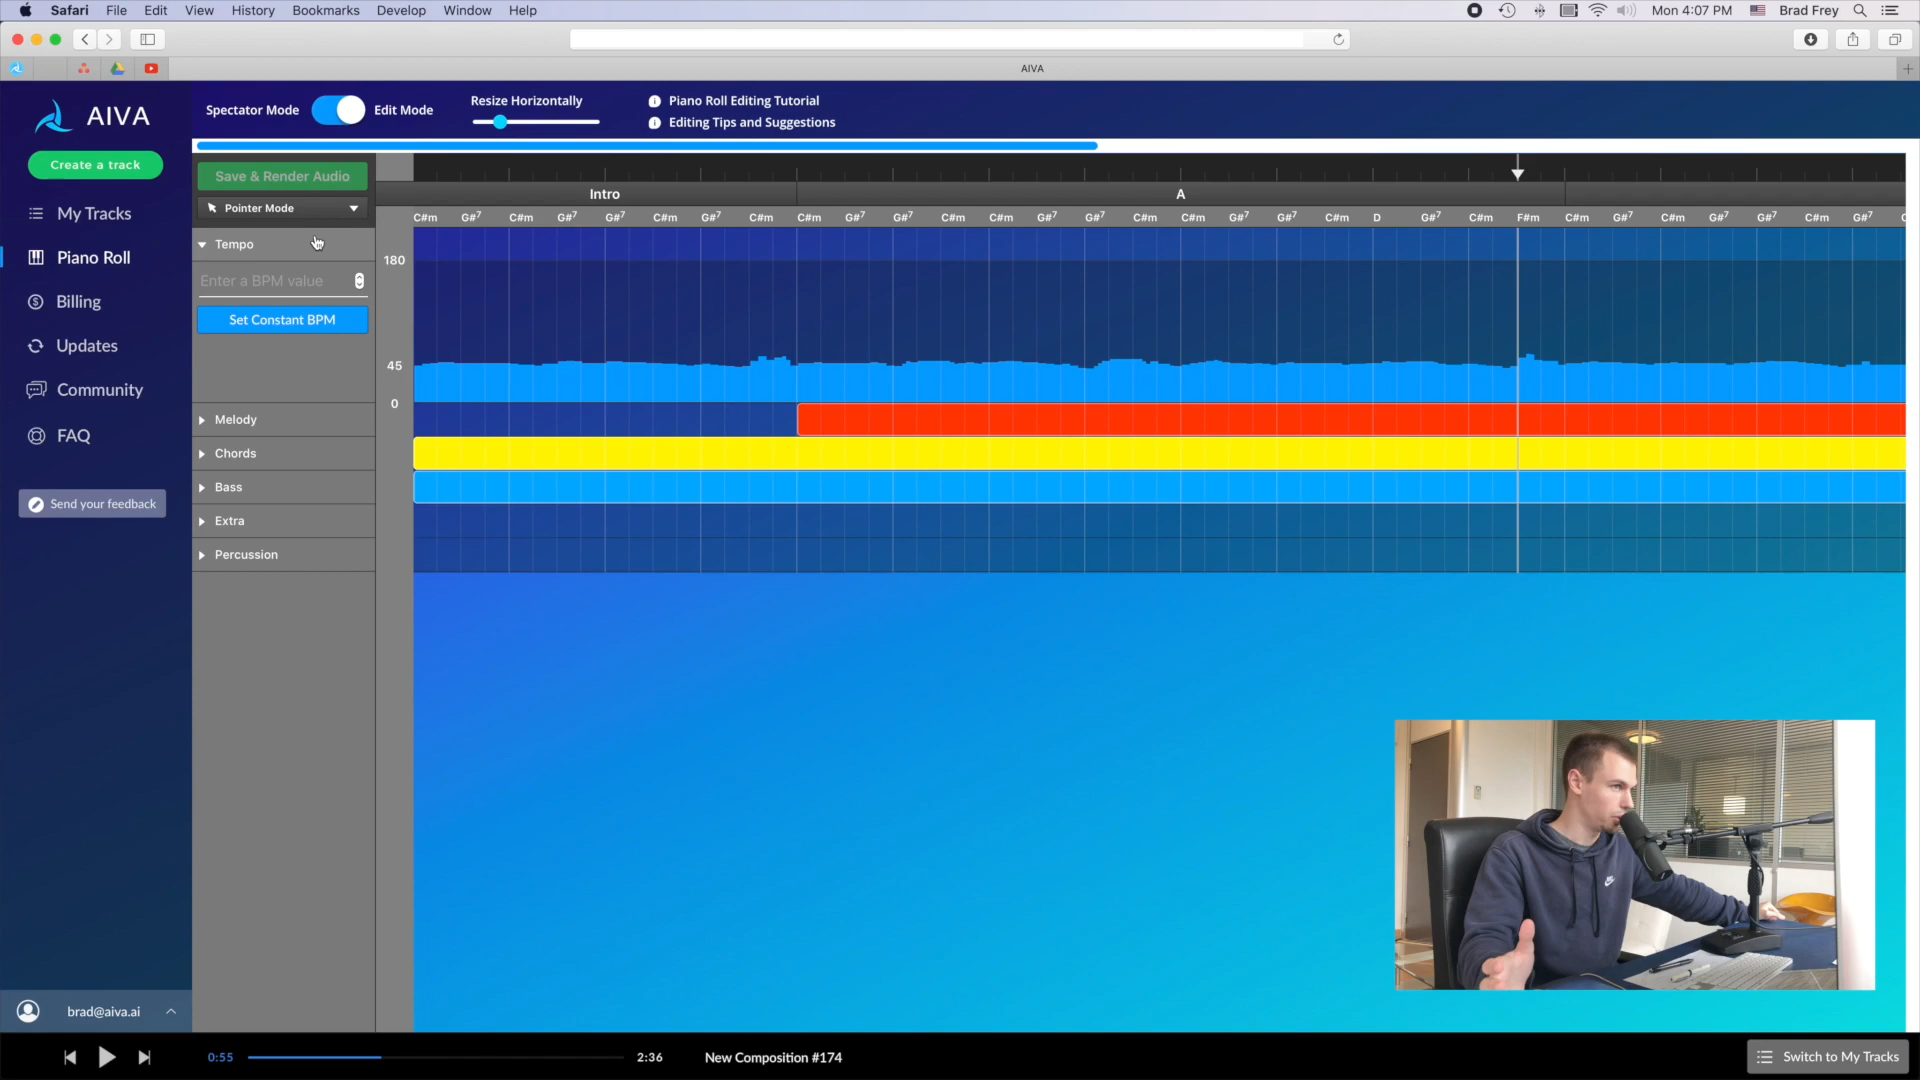 Safari File Edit View History Bookmarks Develop Window Help Mon 4:07 PM Brad Frey
AIVA
AIVA
Create a track
My Tracks
Piano Roll
Billing
Updates
Community
FAQ
Send your feedback
brad@aiva.ai
Spectator Mode Edit Mode
Resize Horizontally
Piano Roll Editing Tutorial
Editing Tips and Suggestions
Save & Render Audio
Pointer Mode
Tempo
Enter a BPM value
Set Constant BPM
Melody
Chords
Bass
Extra
Percussion
Intro A
C#m G#7 C#m G#7 G#7 C#m G#7 C#m C#m G#7 G#7 C#m C#m G#7 G#7 C#m C#m G#7 G#7 C#m D G#7 C#m F#m C#m G#7 C#m G#7 G#7 C#m G#7
180
45
0
0:55 2:36 New Composition #174 Switch to My Tracks